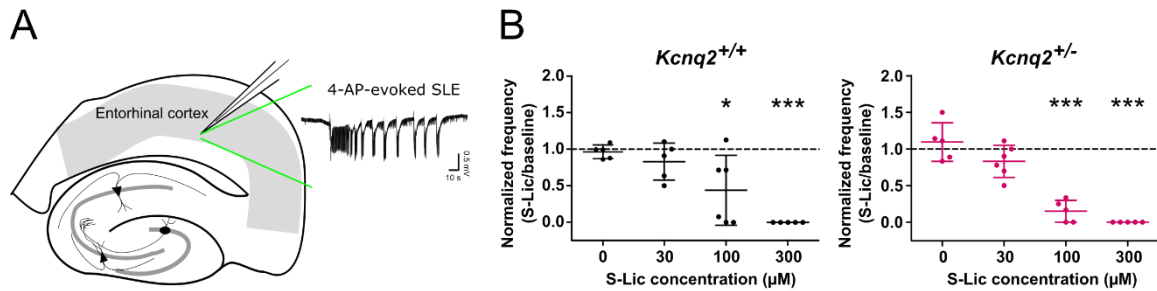 A
Entorhinal cortex
4-AP-evoked SLE
0.5 mV
10 s
B
Kcnq2+/+
Normalized frequency
(S-Lic/baseline)
2.0
1.5
1.0
0.5
0.0
*
***
0
30
100
300
S-Lic concentration (µM)
Kcnq2+/-
Normalized frequency
(S-Lic/baseline)
2.0
1.5
1.0
0.5
0.0
***
***
0
30
100
300
S-Lic concentration (µM)